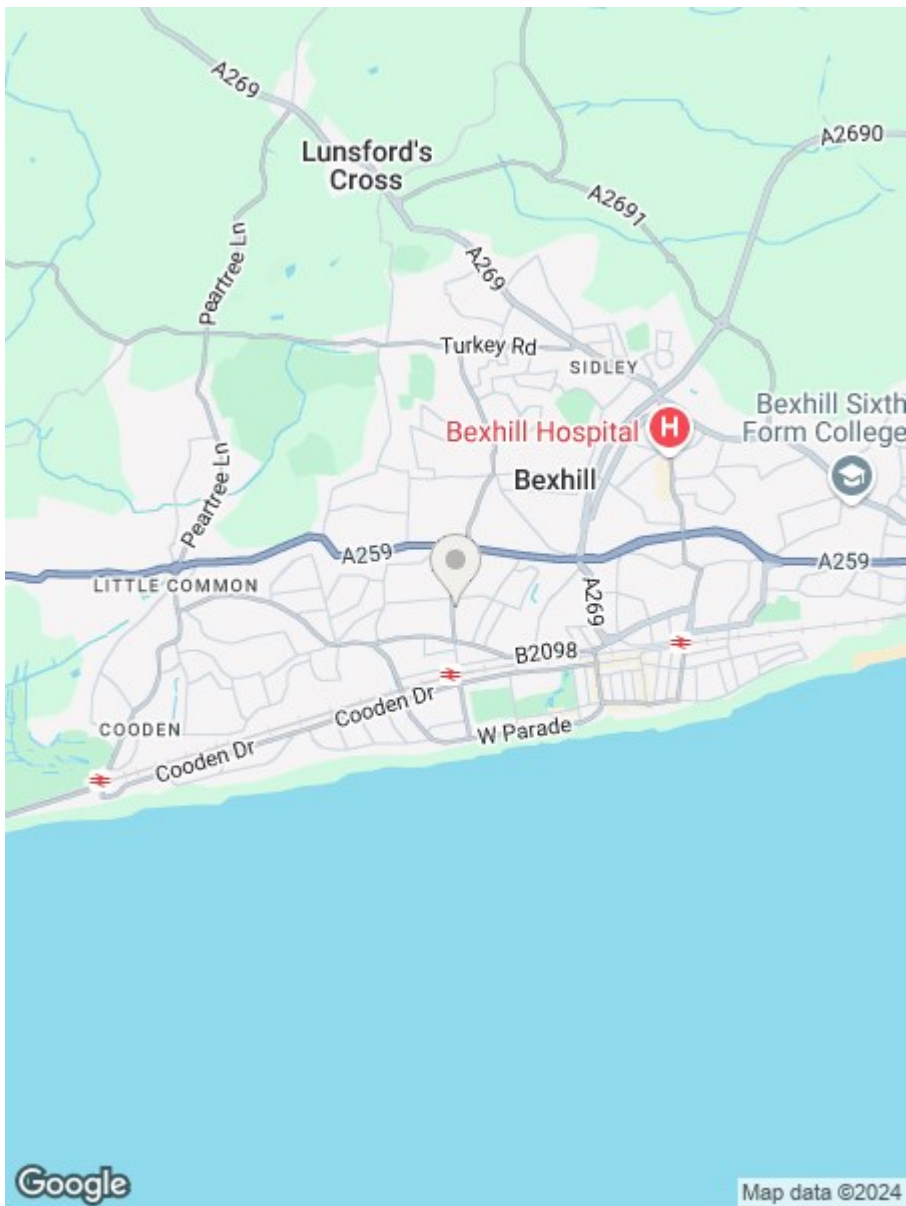 A269
Lunsford's
Cross
A2690
A2691
Peartree Ln
A269
Turkey Rd
SIDLEY
Bexhill Hospital
H
Bexhill Sixth
Form College
Peartree Ln
Bexhill
A259
A259
LITTLE COMMON
A269
B2098
Cooden Dr
COODEN
W Parade
Cooden Dr
Google
Map data ©2024